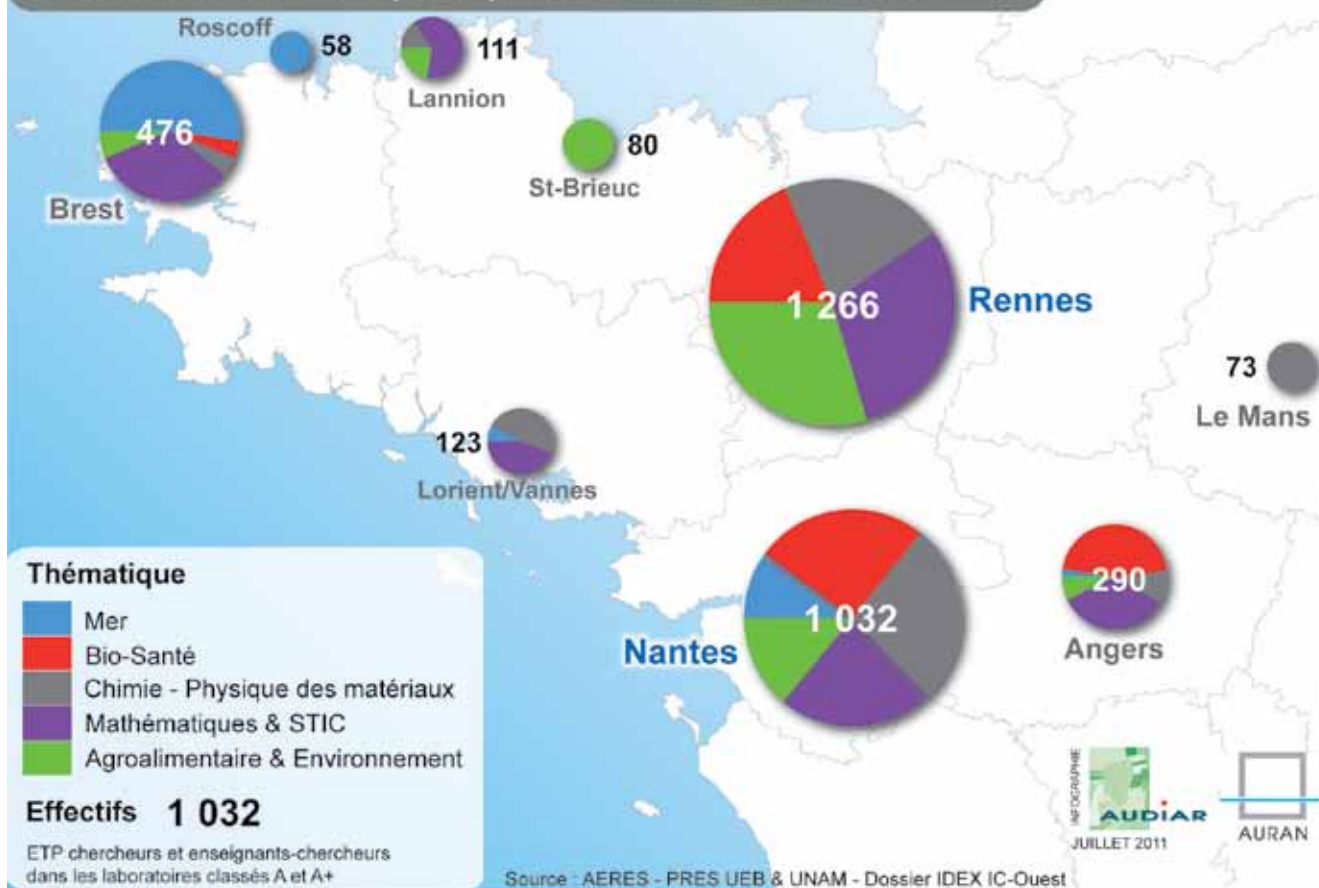 Roscoff
58
111
Lannion
476
80
St-Brieuc
Brest
1 266
Rennes
73
Le Mans
123
Lorient/Vannes
1 032
Nantes
290
Angers
Thématique
Mer
Bio-Santé
Chimie - Physique des matériaux
Mathématiques & STIC
Agroalimentaire & Environnement
Effectifs 1 032
ETP chercheurs et enseignants-chercheurs
dans les laboratoires classés A et A+
Source : AERES - PRES UEB & UNAM - Dossier IDEX IC-Ouest
INFOGRAPHIE
AUDIAR
JUILLET 2011
AURAN